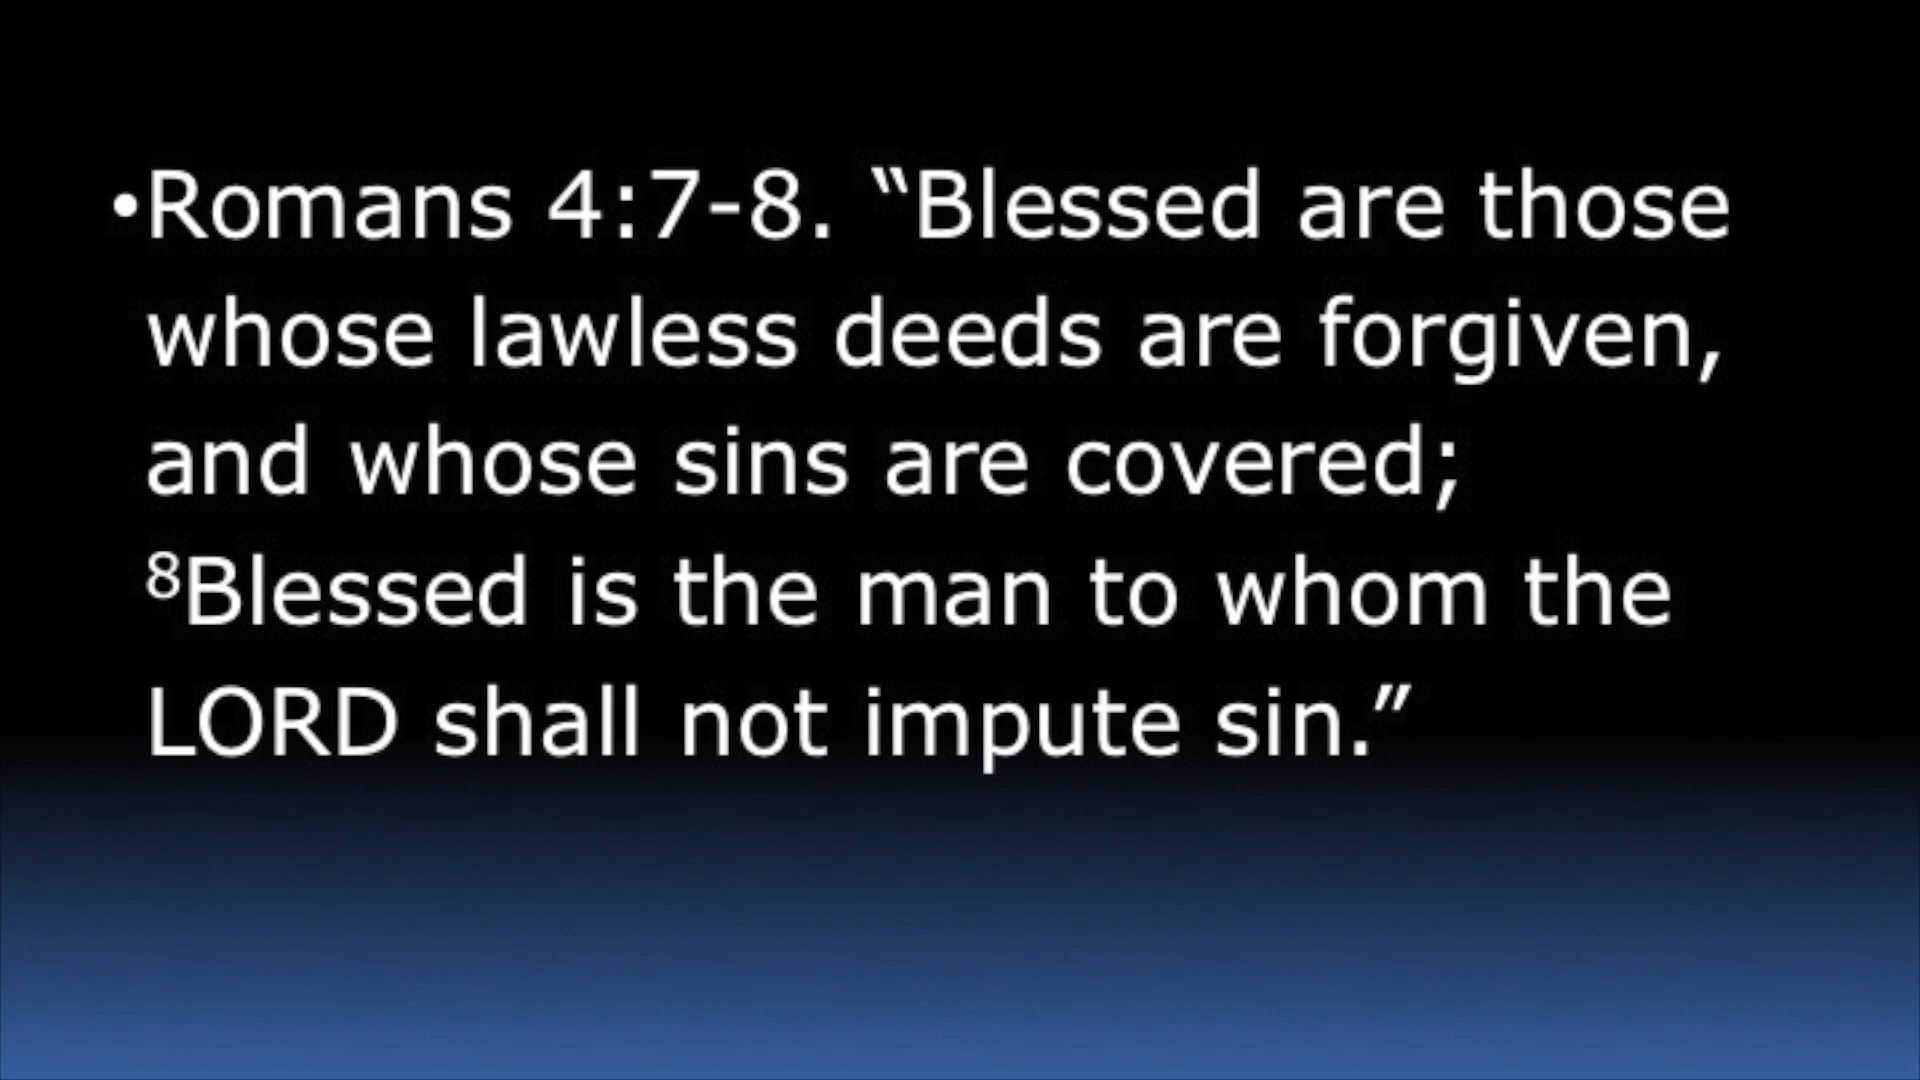 •Romans 4:7-8. “Blessed are those
whose lawless deeds are forgiven,
and whose sins are covered;
⁸Blessed is the man to whom the
LORD shall not impute sin.”